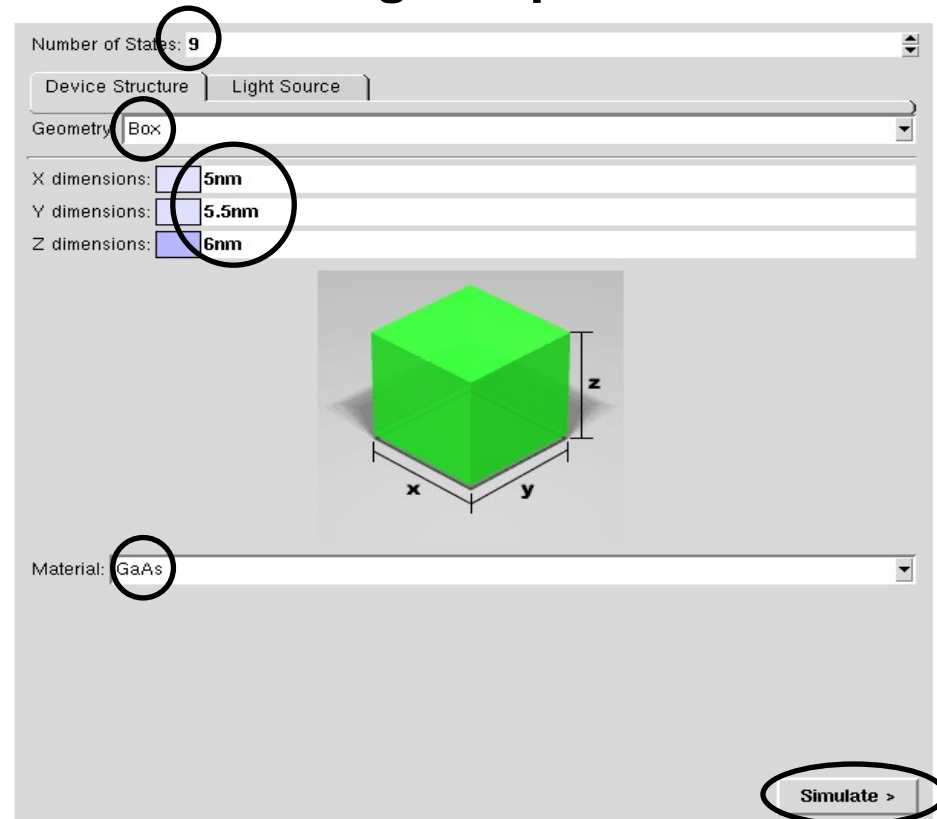 Number of States: 9
Device Structure Light Source
Geometry Box
X dimensions: 5nm
Y dimensions: 5.5nm
Z dimensions: 6nm
z
x y
Material: GaAs
Simulate >